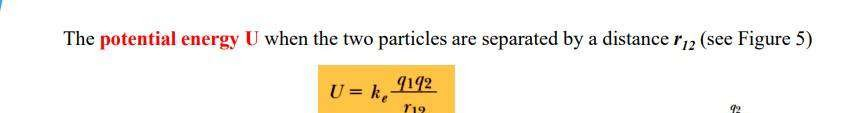 The potential energy U when the two particles are separated by a distance r12 (see Figure 5)
U = ke q1q2
r12
q2